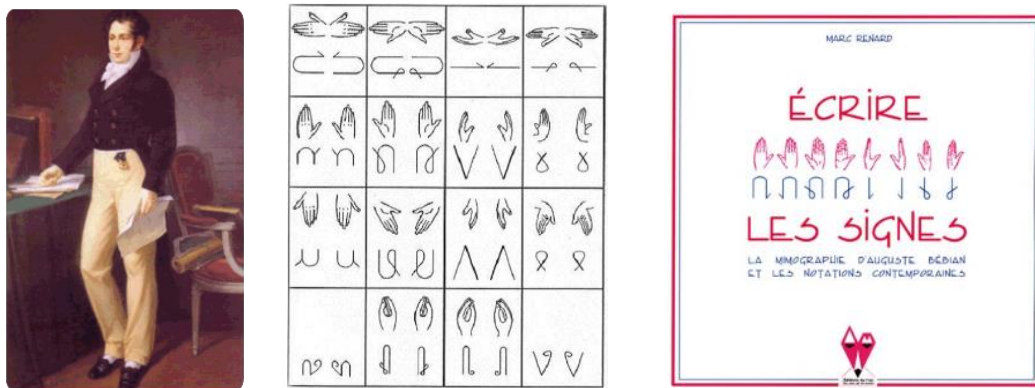 MARC RENARD
ÉCRIRE
LES SIGNES
LA MIMOGRAPHIE D'AUGUSTE BÉBIAN
ET LES NOTATIONS CONTEMPORAINES